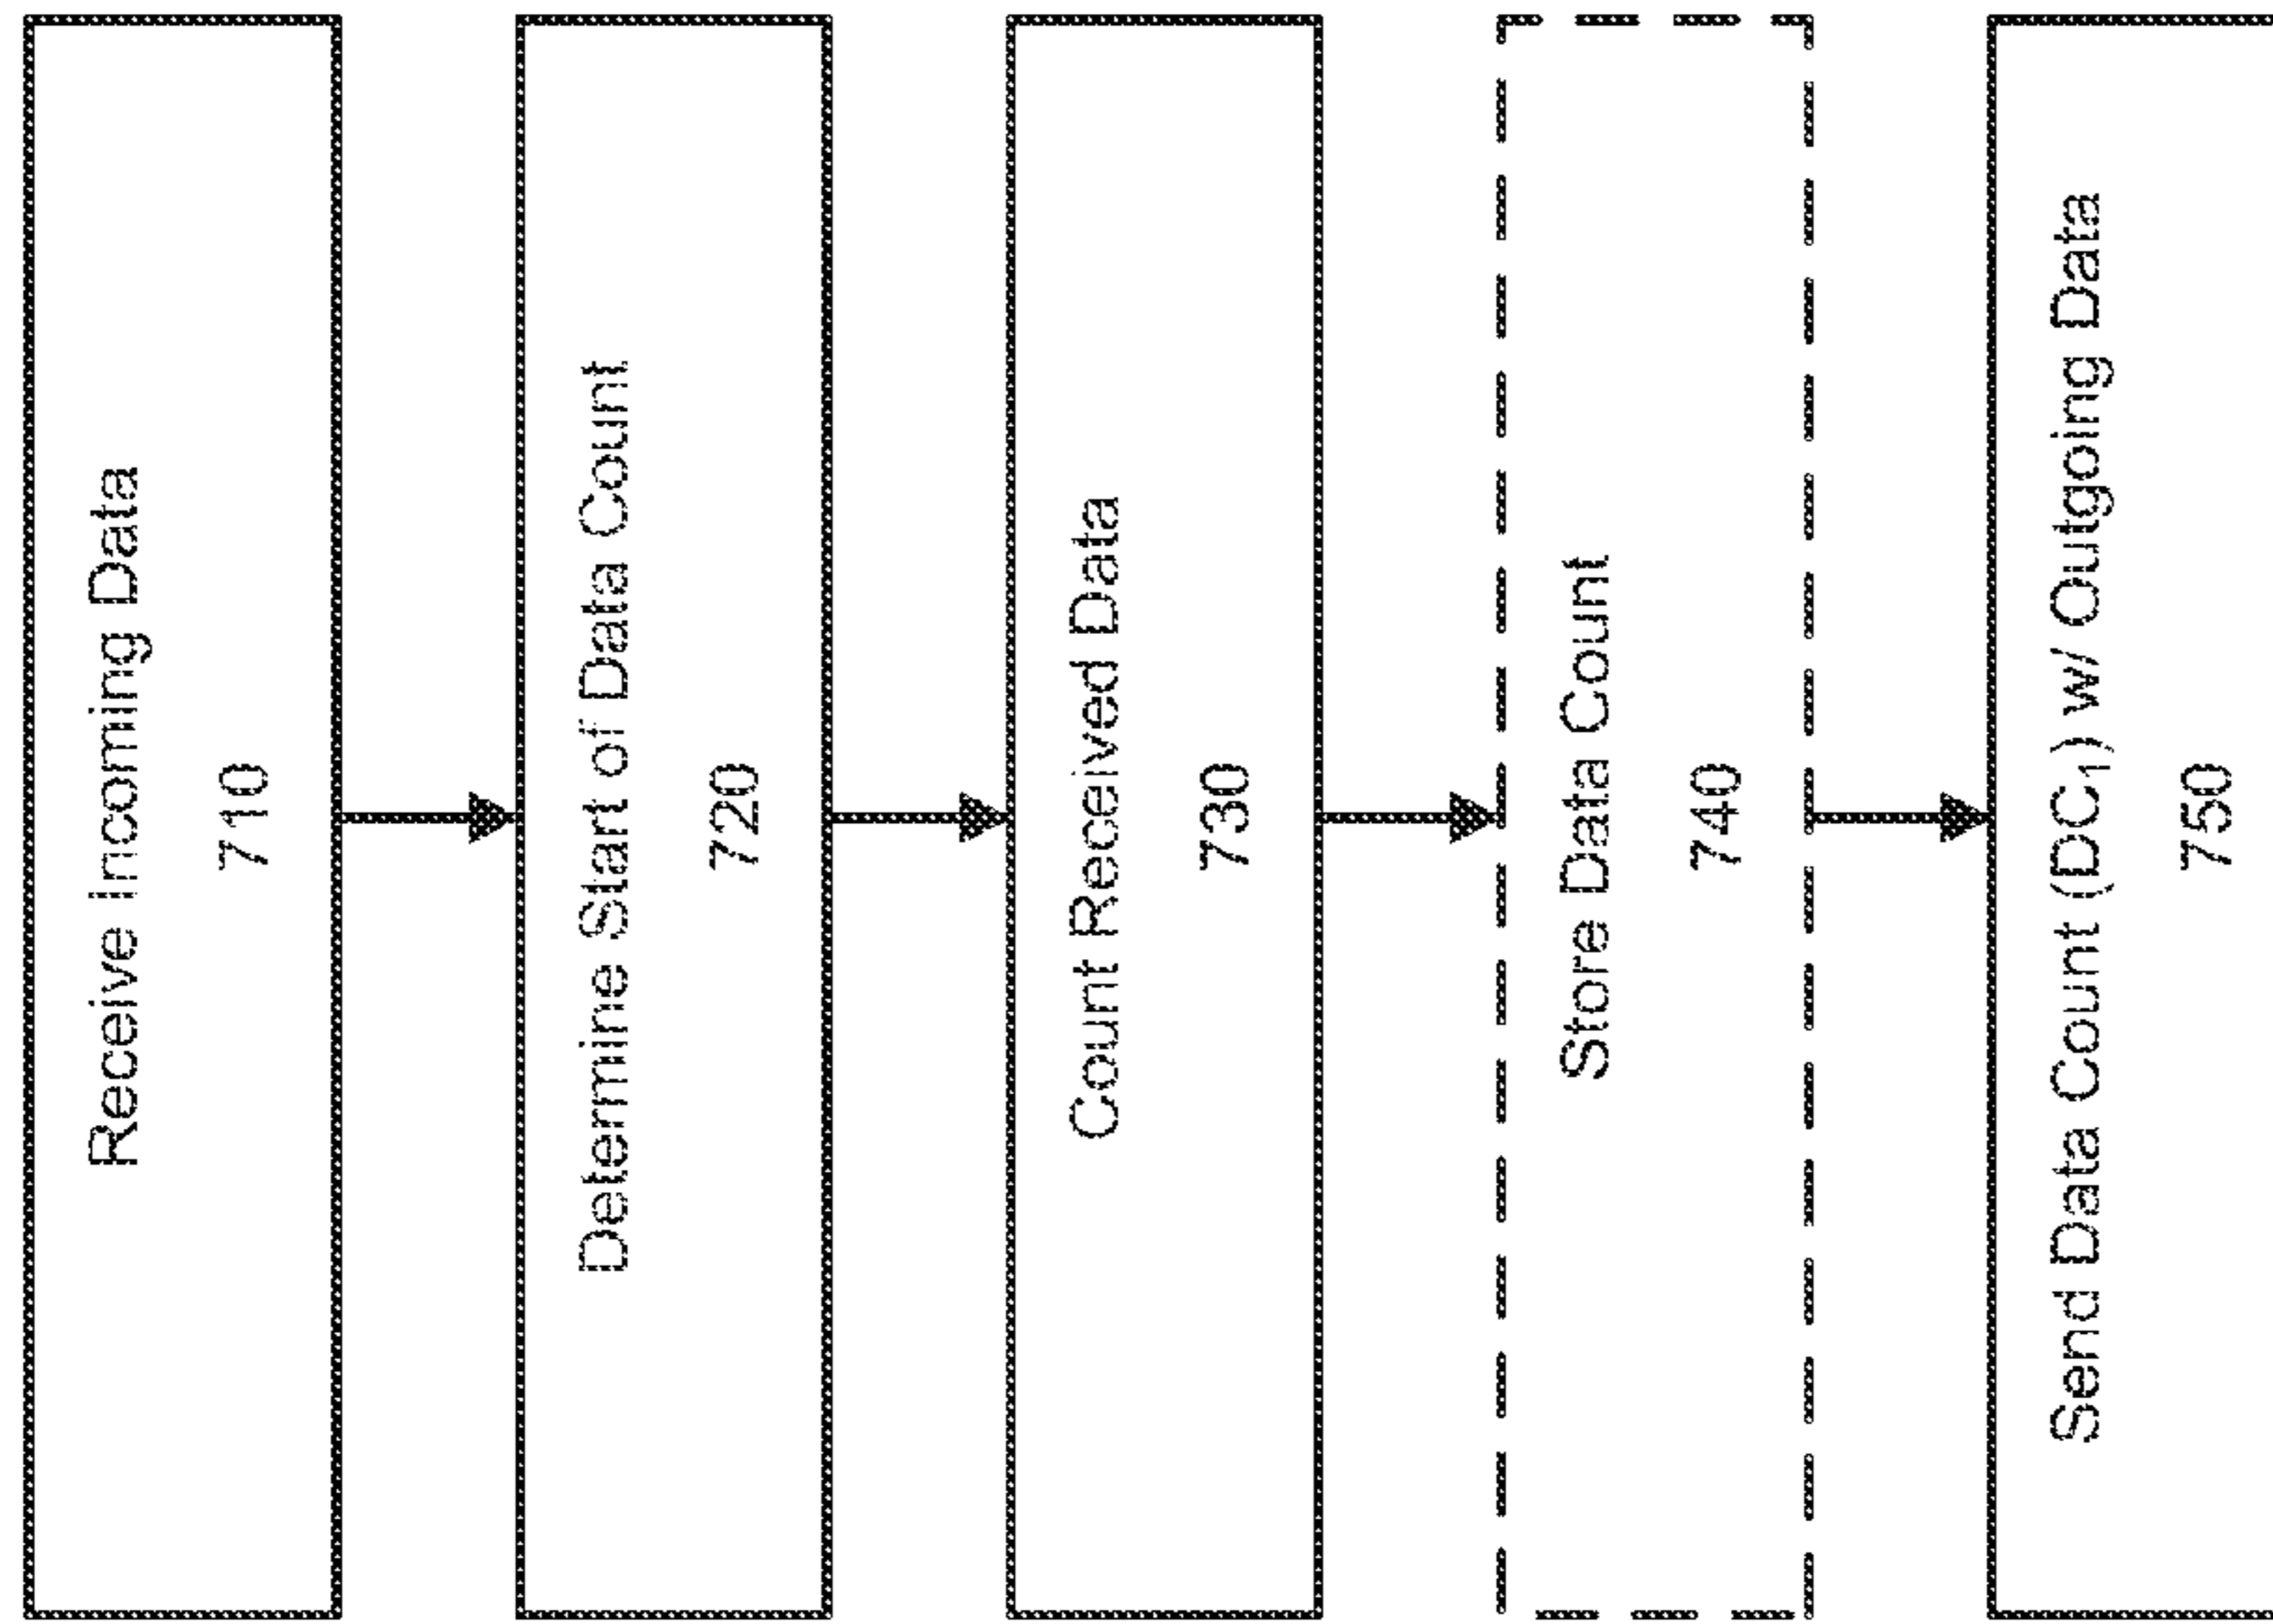 Receive Incoming Data
710
Determine Start of Data Count
720
Count Received Data
730
Store Data Count
740
Send Data Count (DC₁) w/ Outgoing Data
750